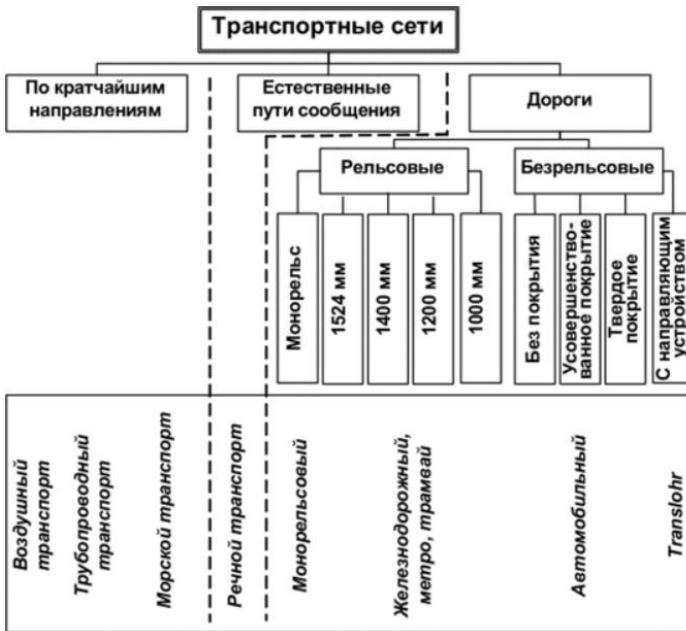 Транспортные сети
По кратчайшим
направлениям
Естественные
пути сообщения
Дороги
Рельсовые
Безрельсовые
Монорельс
1524 мм
1400 мм
1200 мм
1000 мм
Без покрытия
Усовершенство-
ванное покрытие
Твердое
покрытие
С направляющим
устройством
Воздушный
транспорт
Трубопроводный
транспорт
Морской транспорт
Речной транспорт
Монорельсовый
Железнодорожный,
метро, трамвай
Автомобильный
Translohr